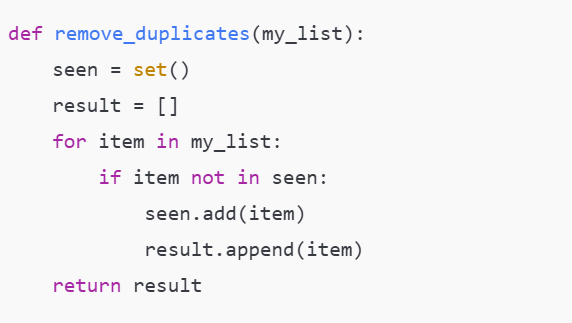 def remove_duplicates(my_list):
    seen = set()
    result = []
    for item in my_list:
        if item not in seen:
            seen.add(item)
            result.append(item)
    return result